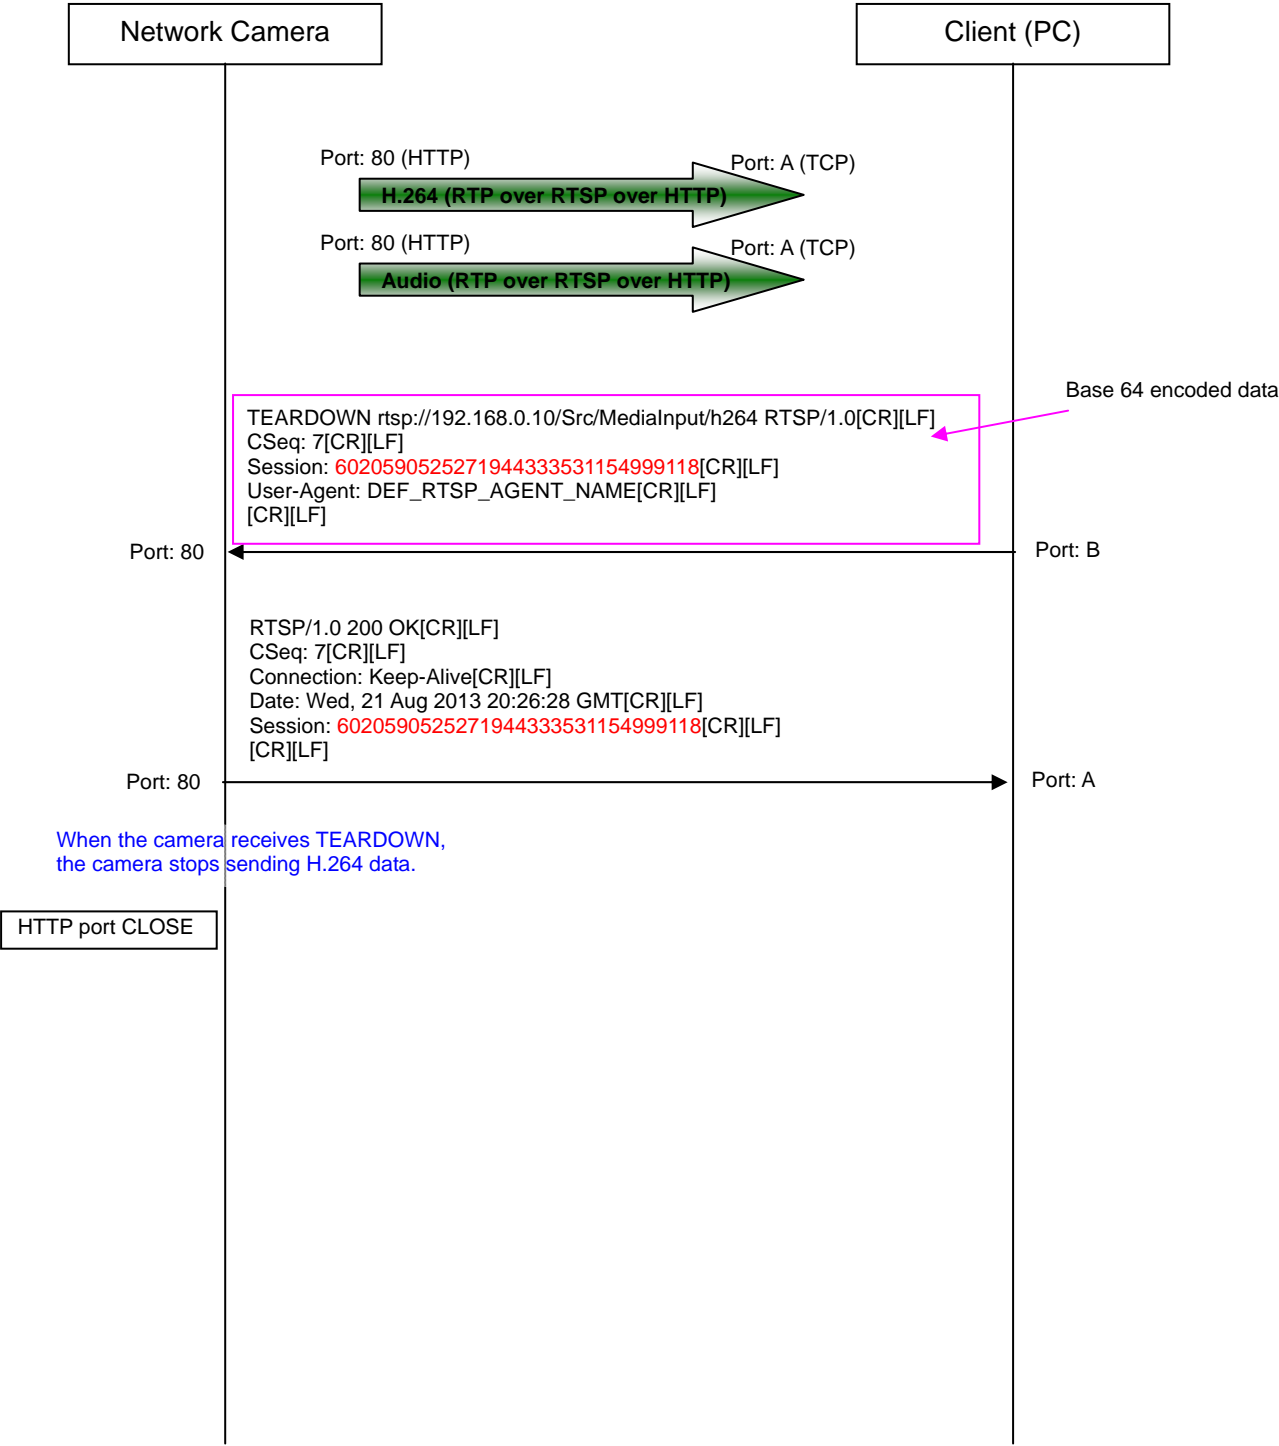 Network Camera
Client (PC)
Port: 80 (HTTP)
Port: A (TCP)
H.264 (RTP over RTSP over HTTP)
Port: 80 (HTTP)
Port: A (TCP)
Audio (RTP over RTSP over HTTP)
Base 64 encoded data
TEARDOWN rtsp://192.168.0.10/Src/MediaInput/h264 RTSP/1.0[CR][LF]
CSeq: 7[CR][LF]
Session: 6020590525271944333531154999118[CR][LF]
User-Agent: DEF_RTSP_AGENT_NAME[CR][LF]
[CR][LF]
Port: 80
Port: B
RTSP/1.0 200 OK[CR][LF]
CSeq: 7[CR][LF]
Connection: Keep-Alive[CR][LF]
Date: Wed, 21 Aug 2013 20:26:28 GMT[CR][LF]
Session: 6020590525271944333531154999118[CR][LF]
[CR][LF]
Port: 80
Port: A
When the camera receives TEARDOWN,
the camera stops sending H.264 data.
HTTP port CLOSE